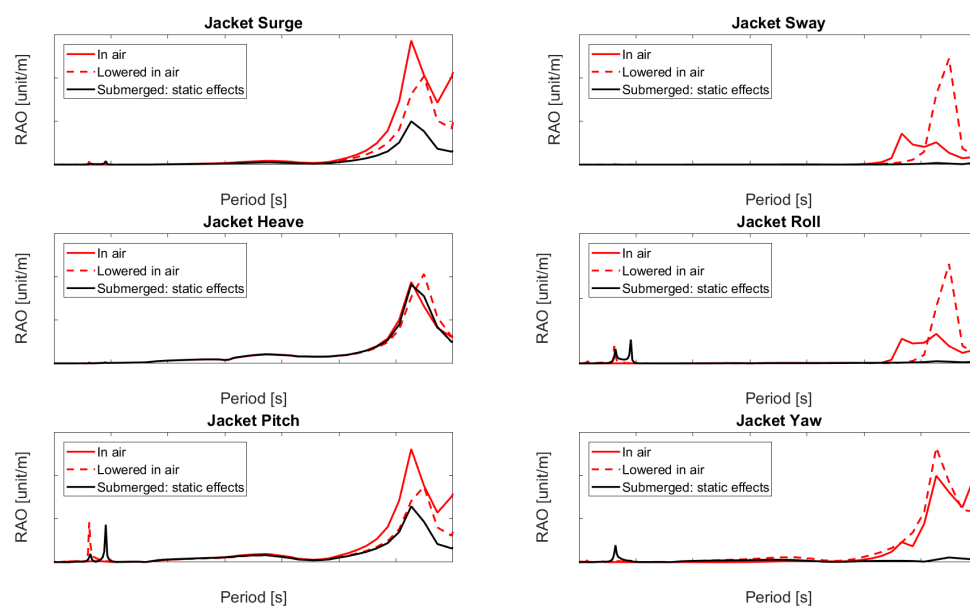 Jacket Surge
RAO [unit/m]
In air
Lowered in air
Submerged: static effects
Period [s]
Jacket Sway
RAO [unit/m]
In air
Lowered in air
Submerged: static effects
Period [s]
Jacket Heave
RAO [unit/m]
In air
Lowered in air
Submerged: static effects
Period [s]
Jacket Roll
RAO [unit/m]
In air
Lowered in air
Submerged: static effects
Period [s]
Jacket Pitch
RAO [unit/m]
In air
Lowered in air
Submerged: static effects
Period [s]
Jacket Yaw
RAO [unit/m]
In air
Lowered in air
Submerged: static effects
Period [s]